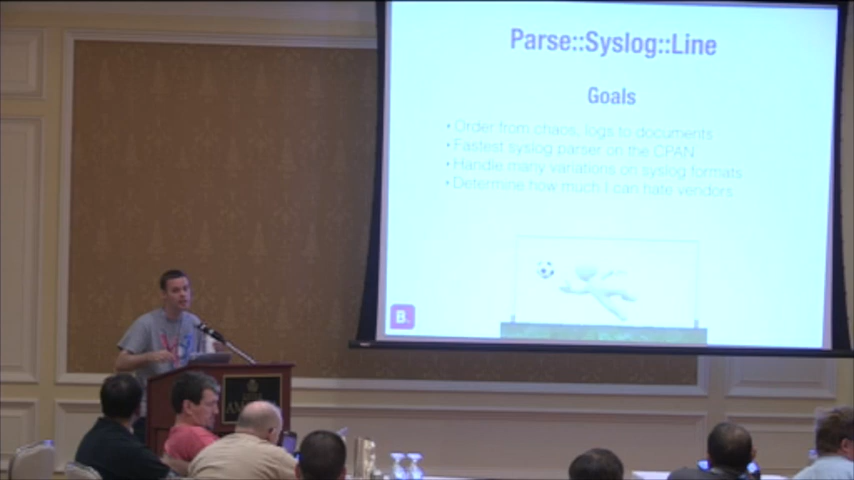 Parse::Syslog::Line
Goals
• Order from chaos, logs to documents
• Fastest syslog parser on the CPAN
• Handle many variations on syslog formats
• Determine how much I can hate vendors
B.